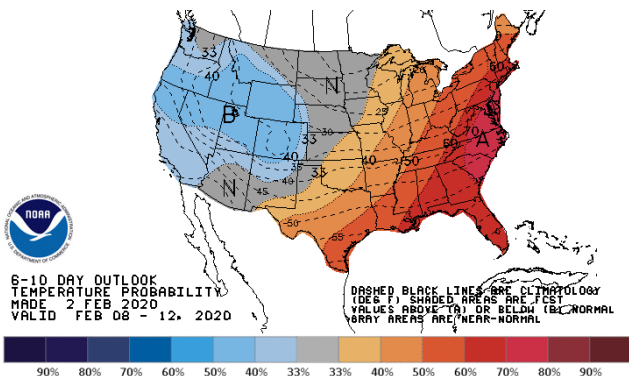 33
40
N
25
50
B
70
A
60
30
33
50
40
40
35
33
40
N
45
50
55
NOAA
NATIONAL OCEANIC AND ATMOSPHERIC ADMINISTRATION
U.S. DEPARTMENT OF COMMERCE
6-10 DAY OUTLOOK
TEMPERATURE PROBABILITY
MADE 2 FEB 2020
VALID FEB 08 - 12, 2020
DASHED BLACK LINES ARE CLIMATOLOGY
(DEG F) SHADED AREAS ARE FCST
VALUES ABOVE (A) OR BELOW (B) NORMAL
GRAY AREAS ARE NEAR-NORMAL
90% 80% 70% 60% 50% 40% 33% 33% 40% 50% 60% 70% 80% 90%